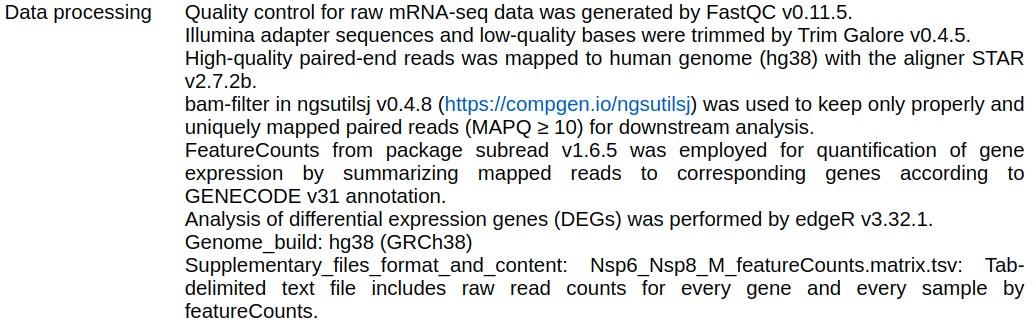 Data processing Quality control for raw mRNA-seq data was generated by FastQC v0.11.5.
Illumina adapter sequences and low-quality bases were trimmed by Trim Galore v0.4.5.
High-quality paired-end reads was mapped to human genome (hg38) with the aligner STAR
v2.7.2b.
bam-filter in ngsutilsj v0.4.8 (https://compgen.io/ngsutilsj) was used to keep only properly and
uniquely mapped paired reads (MAPQ ≥ 10) for downstream analysis.
FeatureCounts from package subread v1.6.5 was employed for quantification of gene
expression by summarizing mapped reads to corresponding genes according to
GENECODE v31 annotation.
Analysis of differential expression genes (DEGs) was performed by edgeR v3.32.1.
Genome_build: hg38 (GRCh38)
Supplementary_files_format_and_content: Nsp6_Nsp8_M_featureCounts.matrix.tsv: Tab-
delimited text file includes raw read counts for every gene and every sample by
featureCounts.